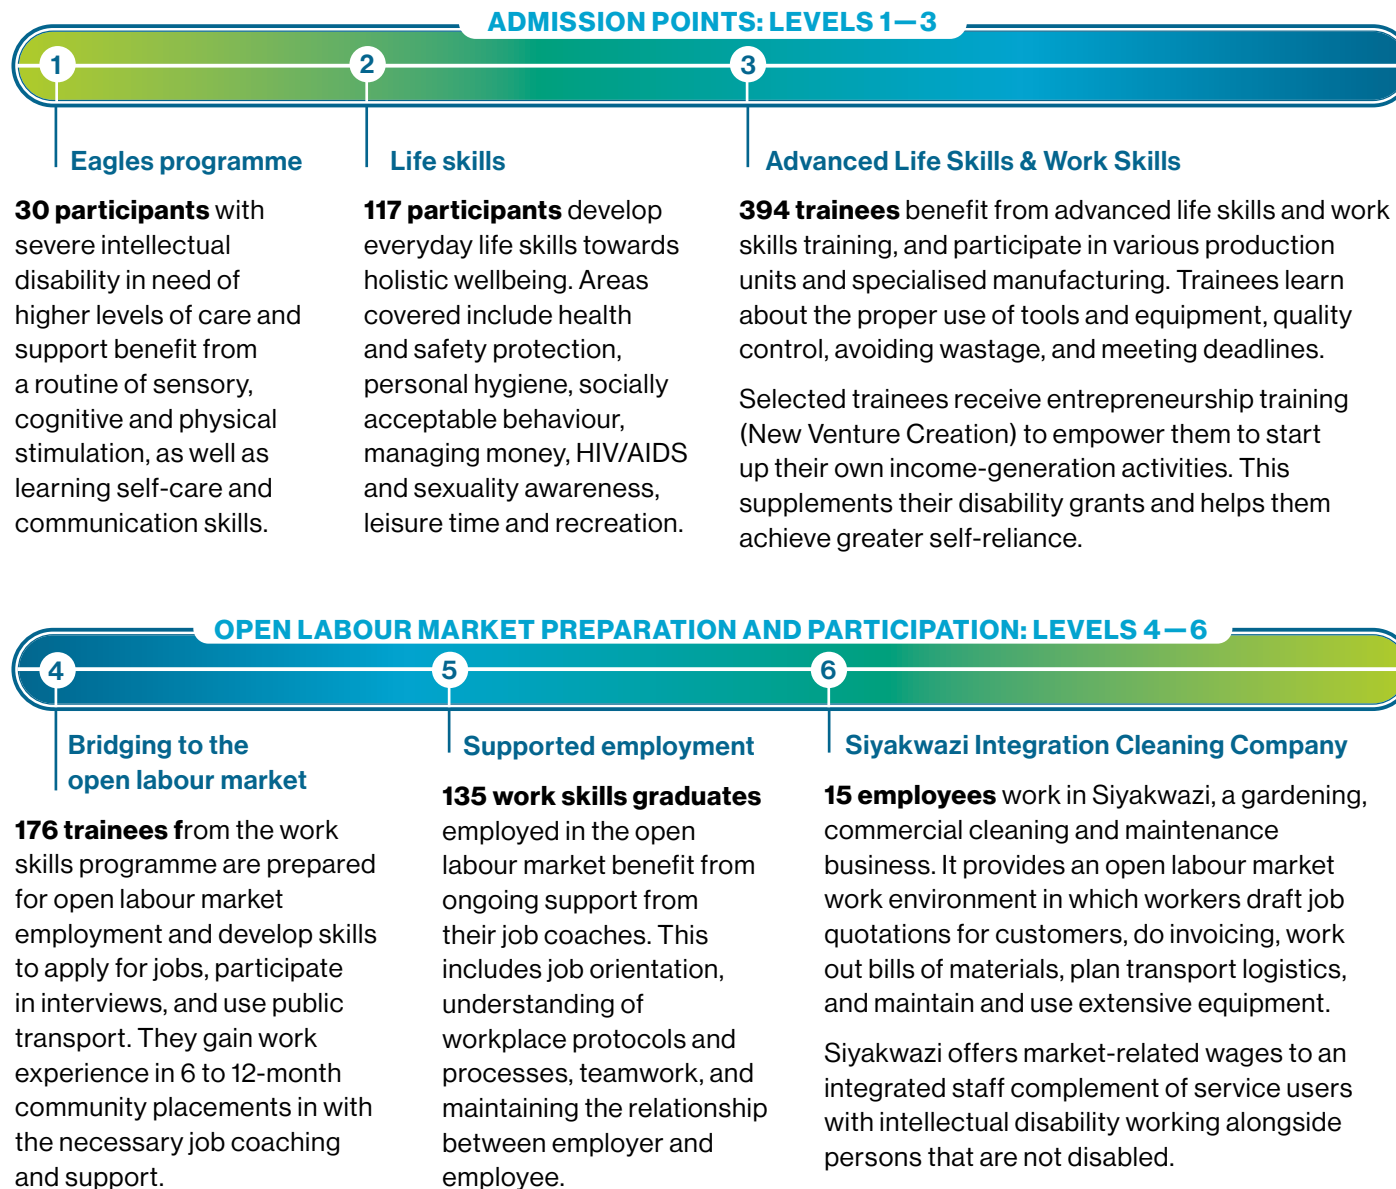 ADMISSION POINTS: LEVELS 1—3
1
2
3
Eagles programme
30 participants with
severe intellectual
disability in need of
higher levels of care and
support benefit from
a routine of sensory,
cognitive and physical
stimulation, as well as
learning self-care and
communication skills.
Life skills
117 participants develop
everyday life skills towards
holistic wellbeing. Areas
covered include health
and safety protection,
personal hygiene, socially
acceptable behaviour,
managing money, HIV/AIDS
and sexuality awareness,
leisure time and recreation.
Advanced Life Skills & Work Skills
394 trainees benefit from advanced life skills and work
skills training, and participate in various production
units and specialised manufacturing. Trainees learn
about the proper use of tools and equipment, quality
control, avoiding wastage, and meeting deadlines.
Selected trainees receive entrepreneurship training
(New Venture Creation) to empower them to start
up their own income-generation activities. This
supplements their disability grants and helps them
achieve greater self-reliance.
OPEN LABOUR MARKET PREPARATION AND PARTICIPATION: LEVELS 4—6
4
5
6
Bridging to the
open labour market
176 trainees from the work
skills programme are prepared
for open labour market
employment and develop skills
to apply for jobs, participate
in interviews, and use public
transport. They gain work
experience in 6 to 12-month
community placements in with
the necessary job coaching
and support.
Supported employment
135 work skills graduates
employed in the open
labour market benefit from
ongoing support from
their job coaches. This
includes job orientation,
understanding of
workplace protocols and
processes, teamwork, and
maintaining the relationship
between employer and
employee.
Siyakwazi Integration Cleaning Company
15 employees work in Siyakwazi, a gardening,
commercial cleaning and maintenance
business. It provides an open labour market
work environment in which workers draft job
quotations for customers, do invoicing, work
out bills of materials, plan transport logistics,
and maintain and use extensive equipment.
Siyakwazi offers market-related wages to an
integrated staff complement of service users
with intellectual disability working alongside
persons that are not disabled.